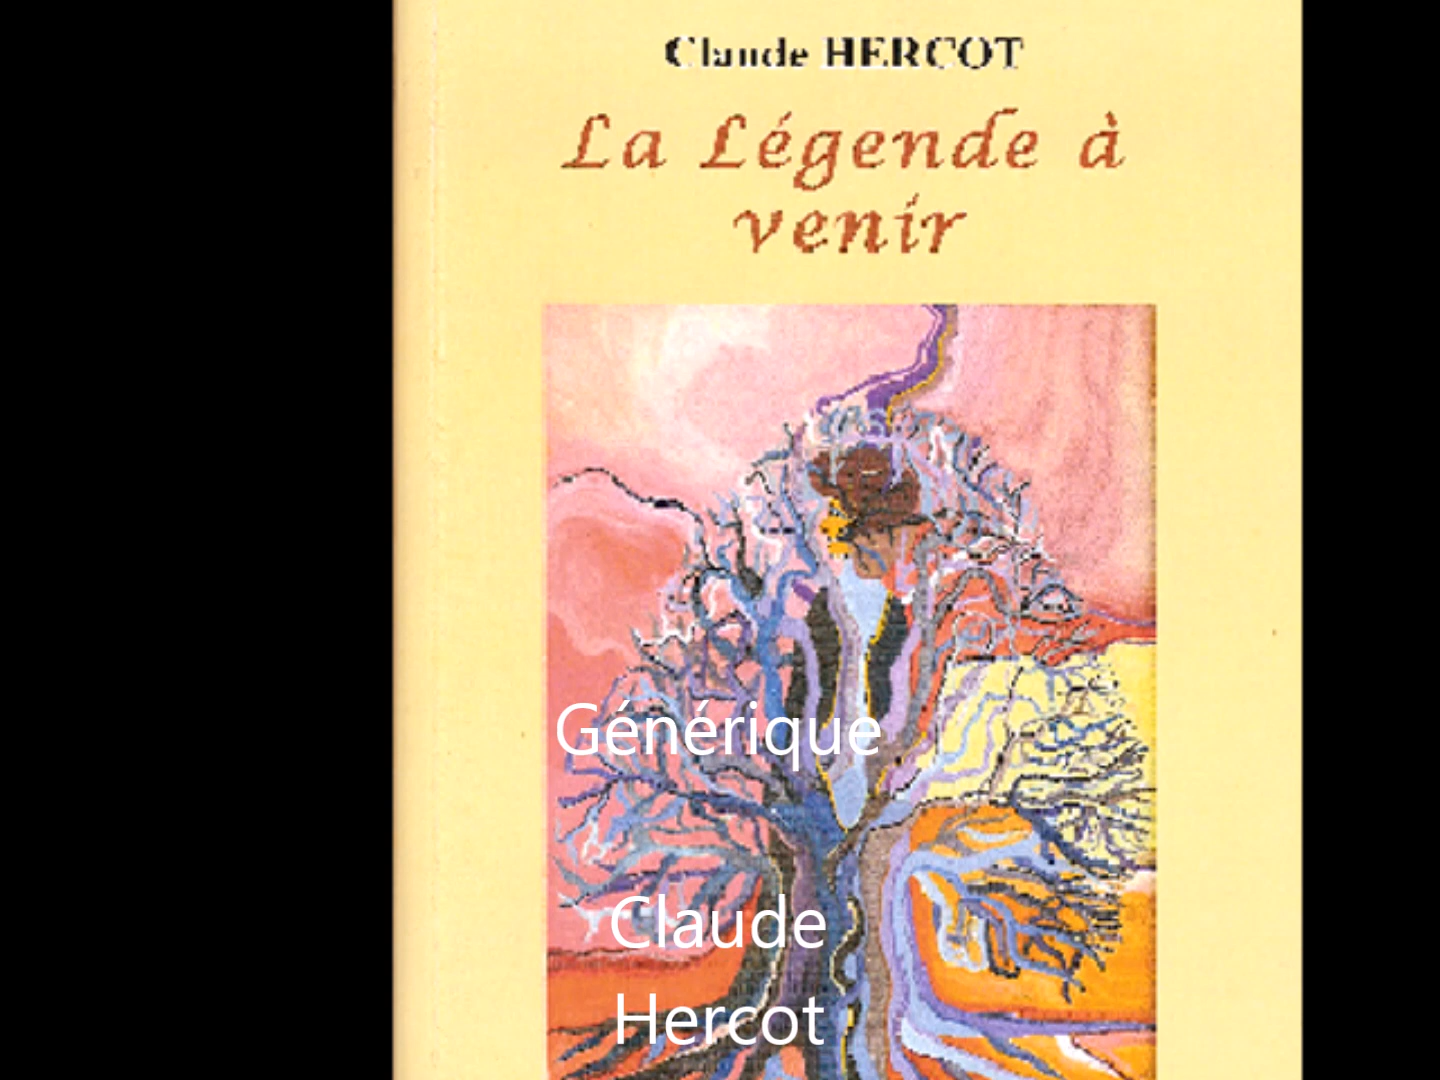 Claude HERCOT
La Légende à
venir
Générique
Claude
Hercot